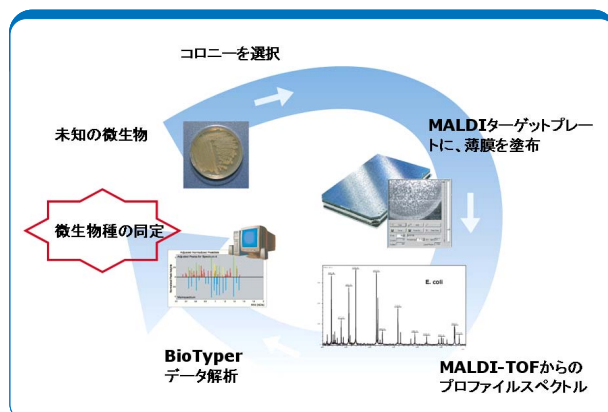 コロニーを選択
未知の微生物
MALDIターゲットプレー
トに、薄膜を塗布
微生物種の同定
E. coli
BioTyper
データ解析
MALDI-TOFからの
プロファイルスペクトル